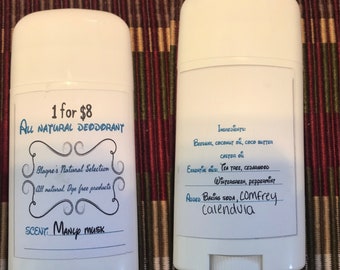 1 for $8
All Natural Deodorant
Elayne's Natural Selection
All natural Dye free products
Scent: Manly musk
Ingredients:
Beeswax, coconut oil, coco butter
castor oil
Essential oils: Tea tree, cedarwood
Wintergreen, peppermint
Added: Baking soda, comfrey
calendula